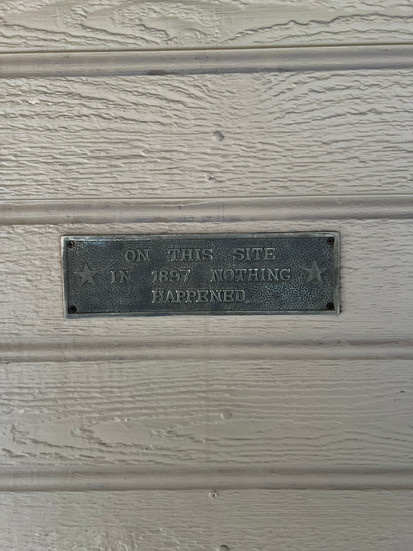 ON THIS SITE
IN 1897 NOTHING
HAPPENED